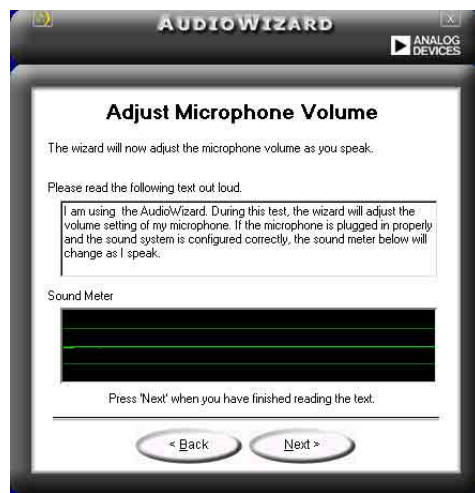 AUDIOWIZARD
X
ANALOG
DEVICES
Adjust Microphone Volume
The wizard will now adjust the microphone volume as you speak.
Please read the following text out loud.
I am using the AudioWizard. During this test, the wizard will adjust the
volume setting of my microphone. If the microphone is plugged in properly
and the sound system is configured correctly, the sound meter below will
change as I speak.
Sound Meter
Press 'Next' when you have finished reading the text.
< Back
Next >